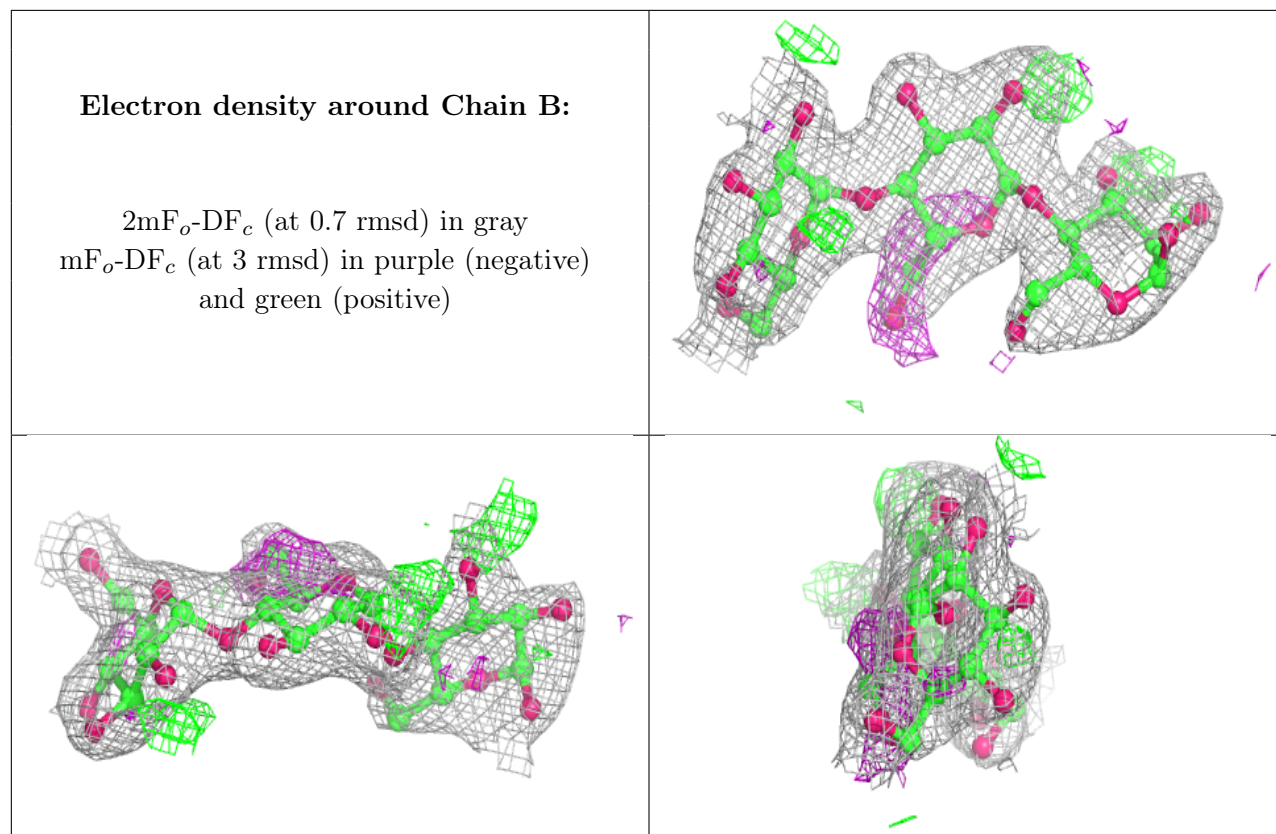 Electron density around Chain B:
2mFo-DFc (at 0.7 rmsd) in gray
mFo-DFc (at 3 rmsd) in purple (negative)
and green (positive)